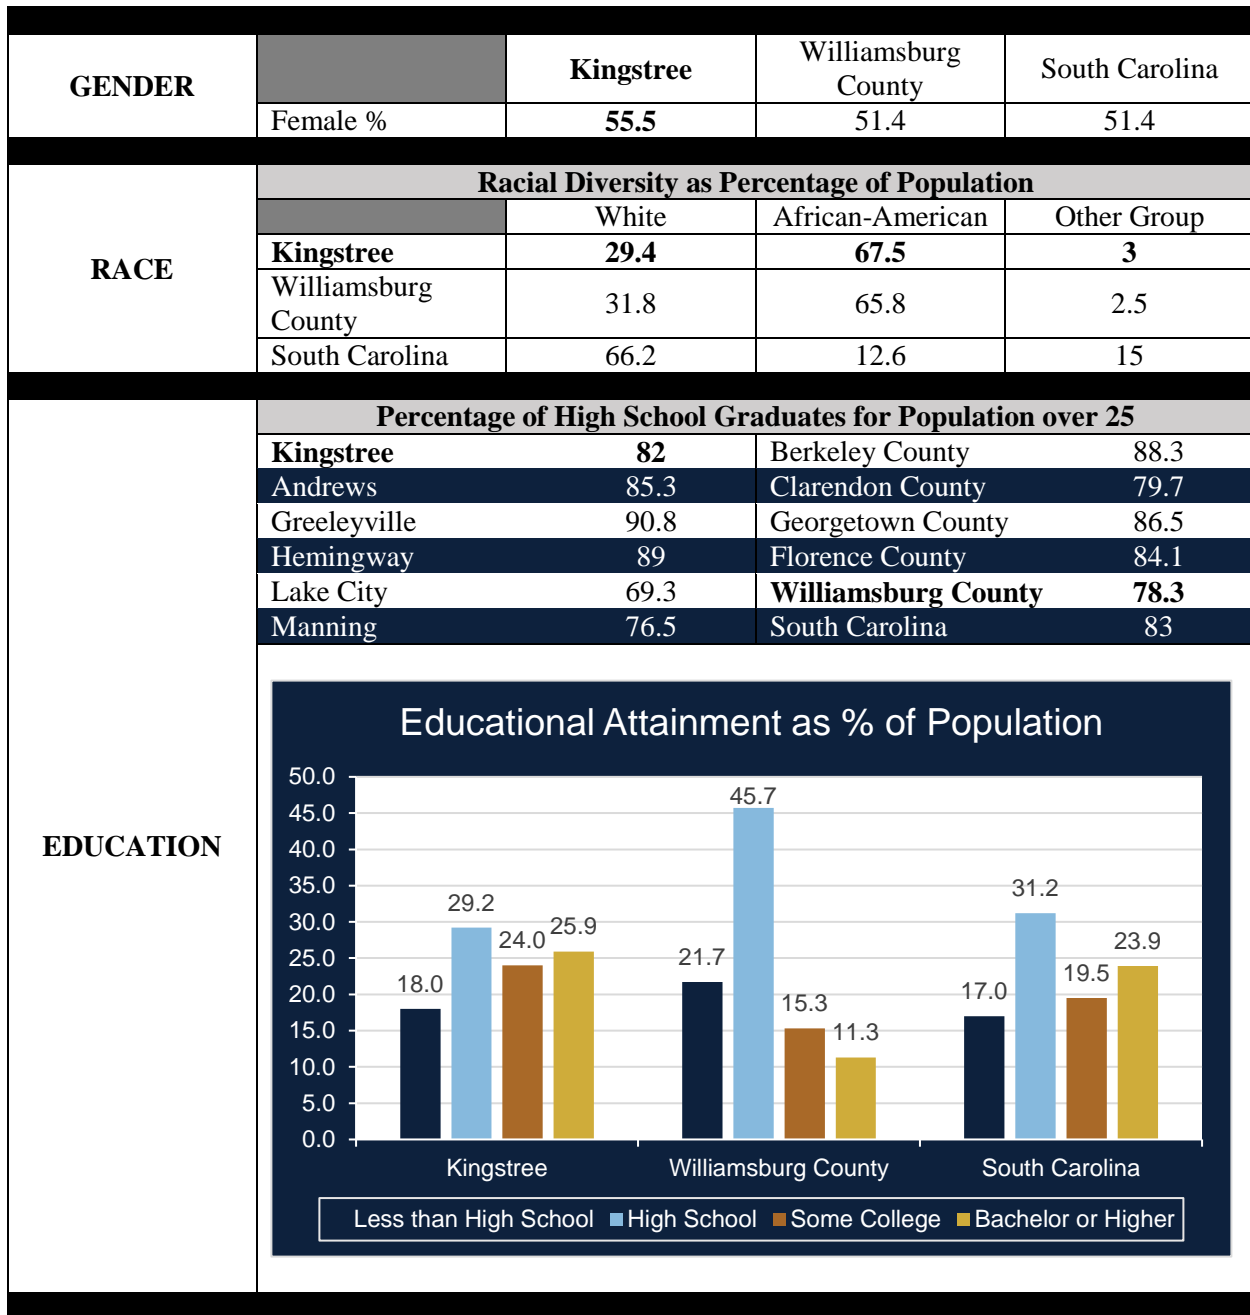 GENDER
Kingstree
Williamsburg
County
South Carolina
Female %
55.5
51.4
51.4
RACE
Racial Diversity as Percentage of Population
White
African-American
Other Group
Kingstree
29.4
67.5
3
Williamsburg
County
31.8
65.8
2.5
South Carolina
66.2
12.6
15
EDUCATION
Percentage of High School Graduates for Population over 25
Kingstree 82 Berkeley County 88.3
Andrews 85.3 Clarendon County 79.7
Greeleyville 90.8 Georgetown County 86.5
Hemingway 89 Florence County 84.1
Lake City 69.3 Williamsburg County 78.3
Manning 76.5 South Carolina 83
Educational Attainment as % of Population
50.0
45.0
40.0
35.0
30.0
25.0
20.0
15.0
10.0
5.0
0.0
18.0
29.2
24.0
25.9
21.7
45.7
15.3
11.3
17.0
31.2
19.5
23.9
Kingstree
Williamsburg County
South Carolina
Less than High School High School Some College Bachelor or Higher